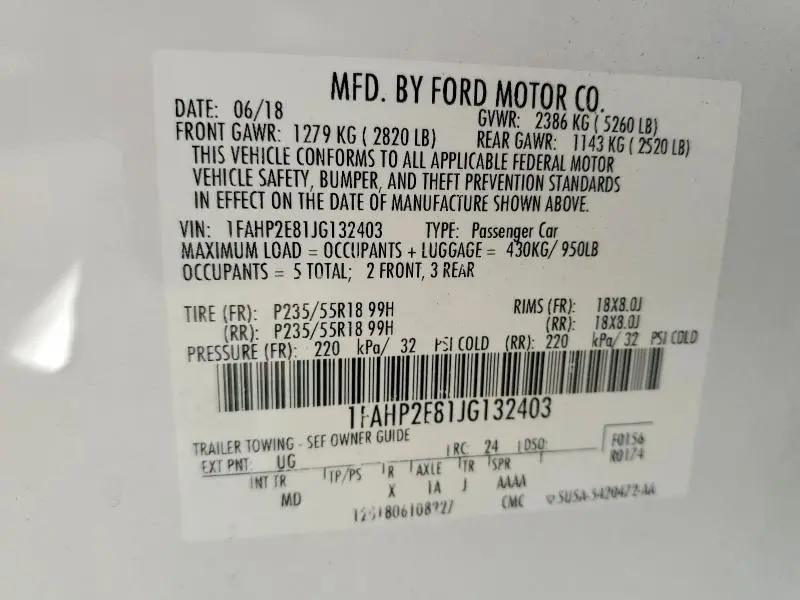 MFD. BY FORD MOTOR CO.
DATE: 06/18 GVWR: 2386 KG ( 5260 LB)
FRONT GAWR: 1279 KG ( 2820 LB) REAR GAWR: 1143 KG ( 2520 LB)
THIS VEHICLE CONFORMS TO ALL APPLICABLE FEDERAL MOTOR
VEHICLE SAFETY, BUMPER, AND THEFT PREVENTION STANDARDS
IN EFFECT ON THE DATE OF MANUFACTURE SHOWN ABOVE.
VIN: 1FAHP2E81JG132403 TYPE: Passenger Car
MAXIMUM LOAD = OCCUPANTS + LUGGAGE = 430KG/ 950LB
OCCUPANTS = 5 TOTAL; 2 FRONT, 3 REAR
TIRE (FR): P235/55R18 99H RIMS (FR): 18X8.0J
(RR): P235/55R18 99H (RR): 18X8.0J
PRESSURE (FR): 220 kPa/ 32 PSI COLD (RR): 220 kPa/ 32 PSI COLD
1FAHP2E81JG132403
TRAILER TOWING - SEE OWNER GUIDE
EXT PNT: UG RC: 24 DSO: F0156
R0174
INT TR TP/PS R AXLE TR SPR
MD X IA J AAAA
CMC